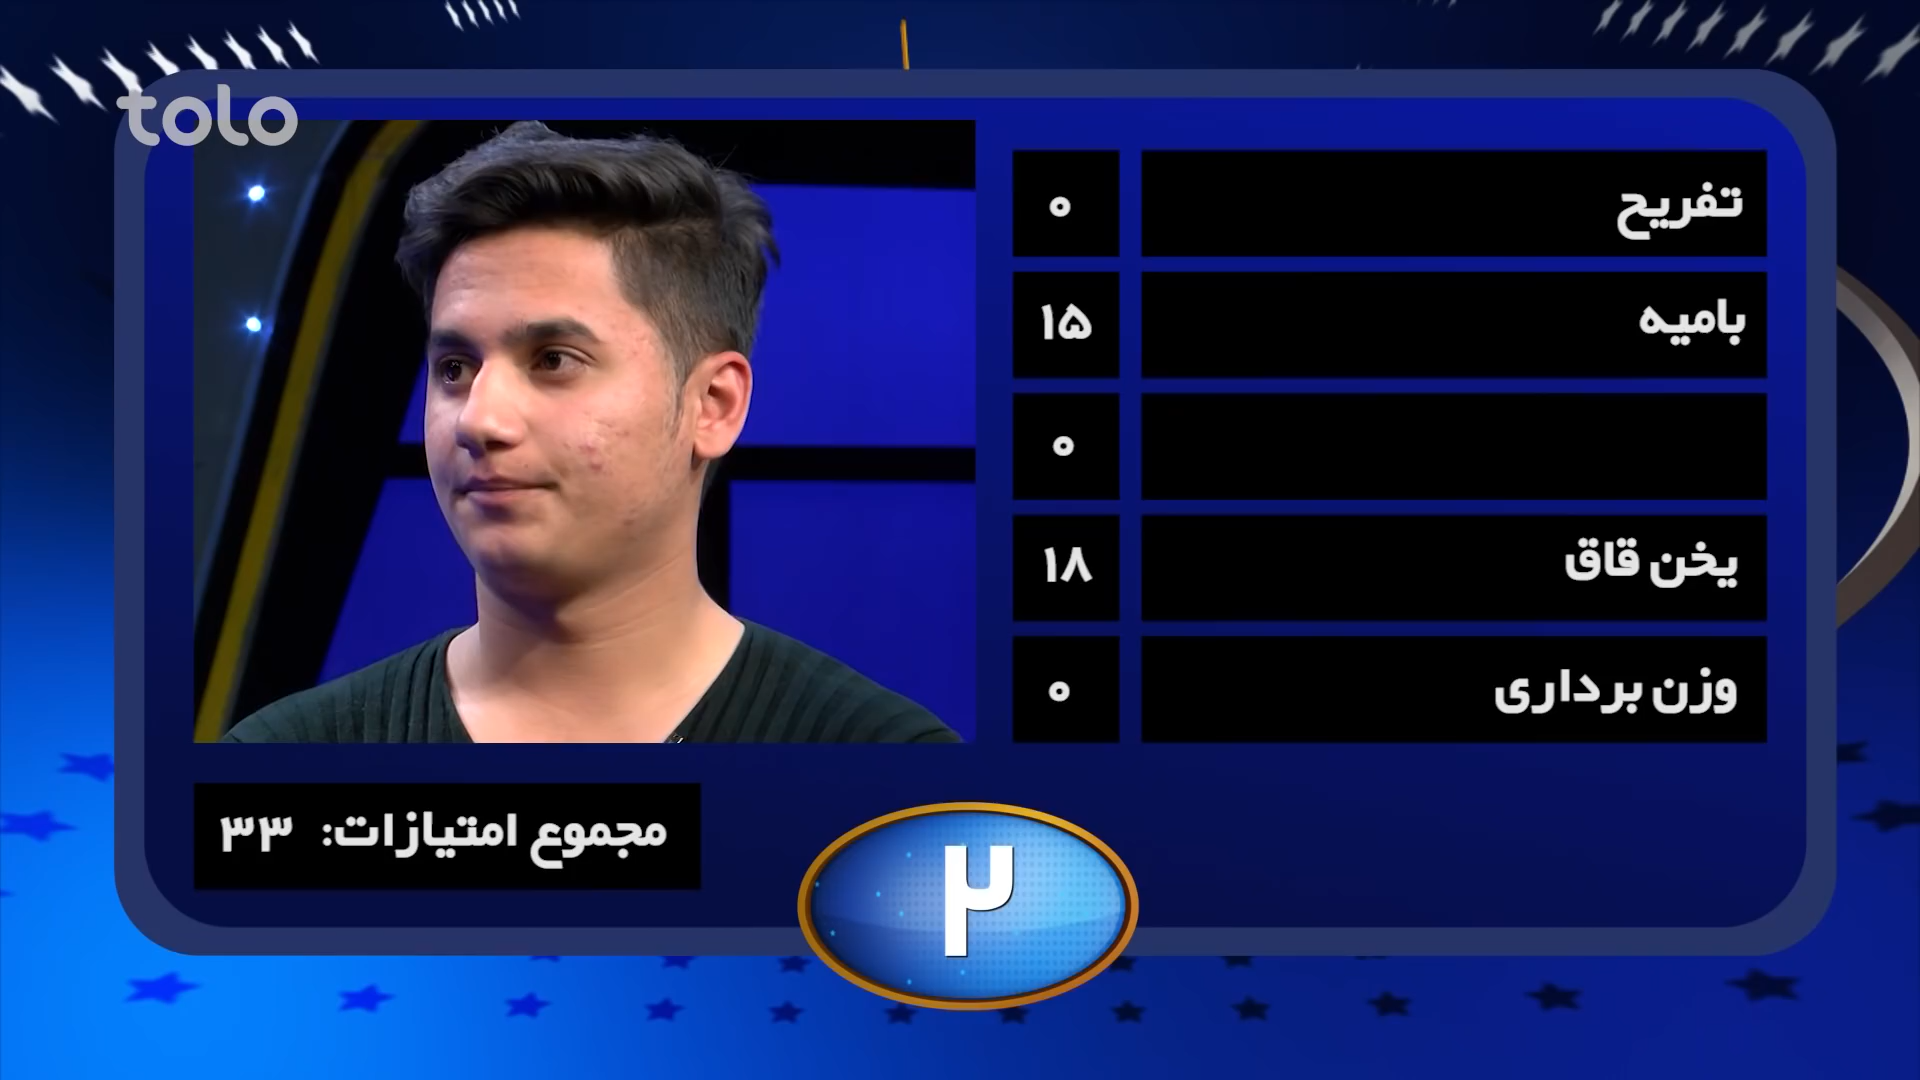 tolo
تفریح ۰
بامیه ۱۵
۰
یخن قاق ۱۸
وزن برداری ۰
مجموع امتیازات: ۳۳
۲